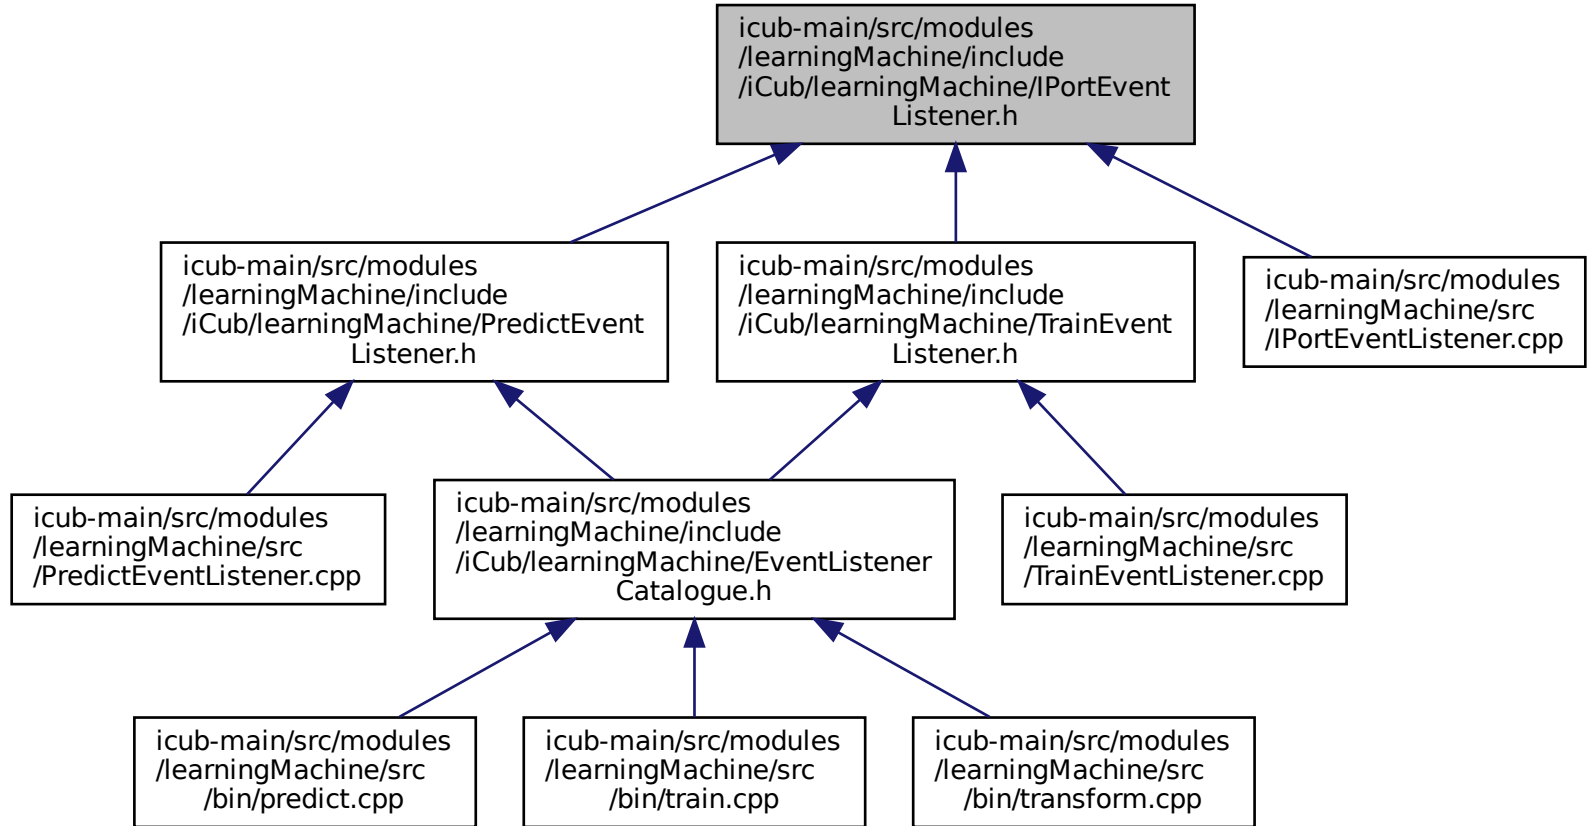 icub-main/src/modules
/learningMachine/include
/iCub/learningMachine/IPortEvent
Listener.h
icub-main/src/modules
/learningMachine/include
/iCub/learningMachine/PredictEvent
Listener.h
icub-main/src/modules
/learningMachine/include
/iCub/learningMachine/TrainEvent
Listener.h
icub-main/src/modules
/learningMachine/src
/IPortEventListener.cpp
icub-main/src/modules
/learningMachine/src
/PredictEventListener.cpp
icub-main/src/modules
/learningMachine/include
/iCub/learningMachine/EventListener
Catalogue.h
icub-main/src/modules
/learningMachine/src
/TrainEventListener.cpp
icub-main/src/modules
/learningMachine/src
/bin/predict.cpp
icub-main/src/modules
/learningMachine/src
/bin/train.cpp
icub-main/src/modules
/learningMachine/src
/bin/transform.cpp